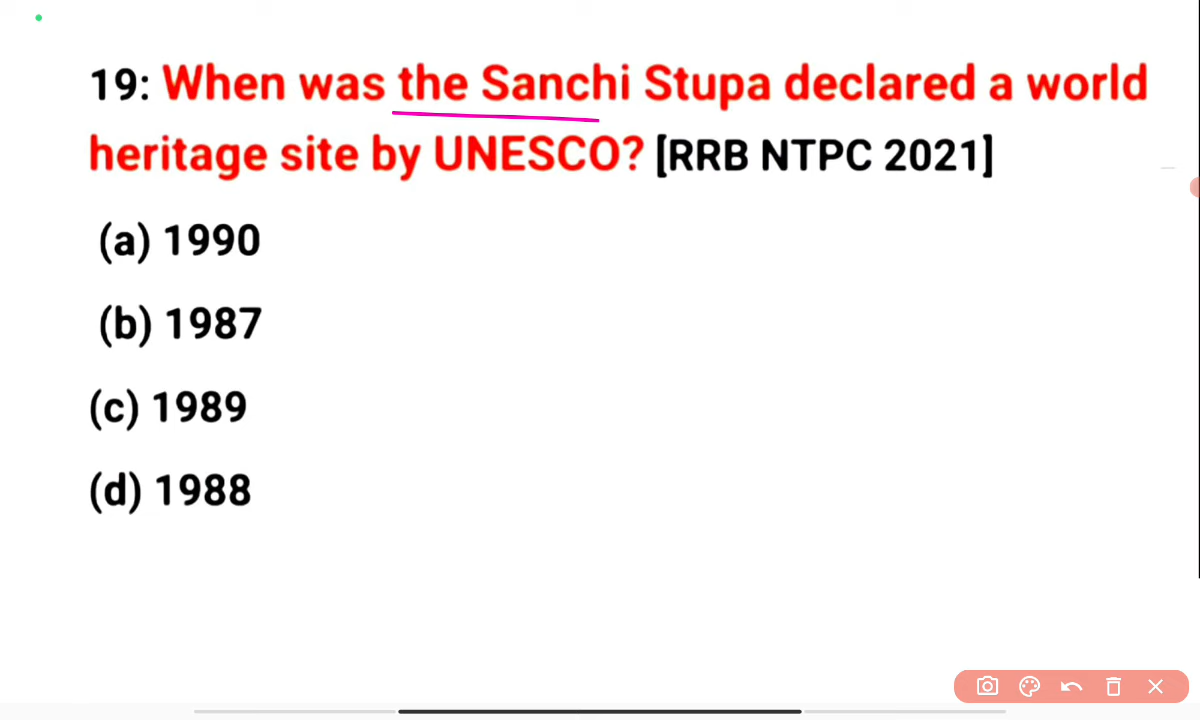 19: When was the Sanchi Stupa declared a world
heritage site by UNESCO? [RRB NTPC 2021]
(a) 1990
(b) 1987
(c) 1989
(d) 1988